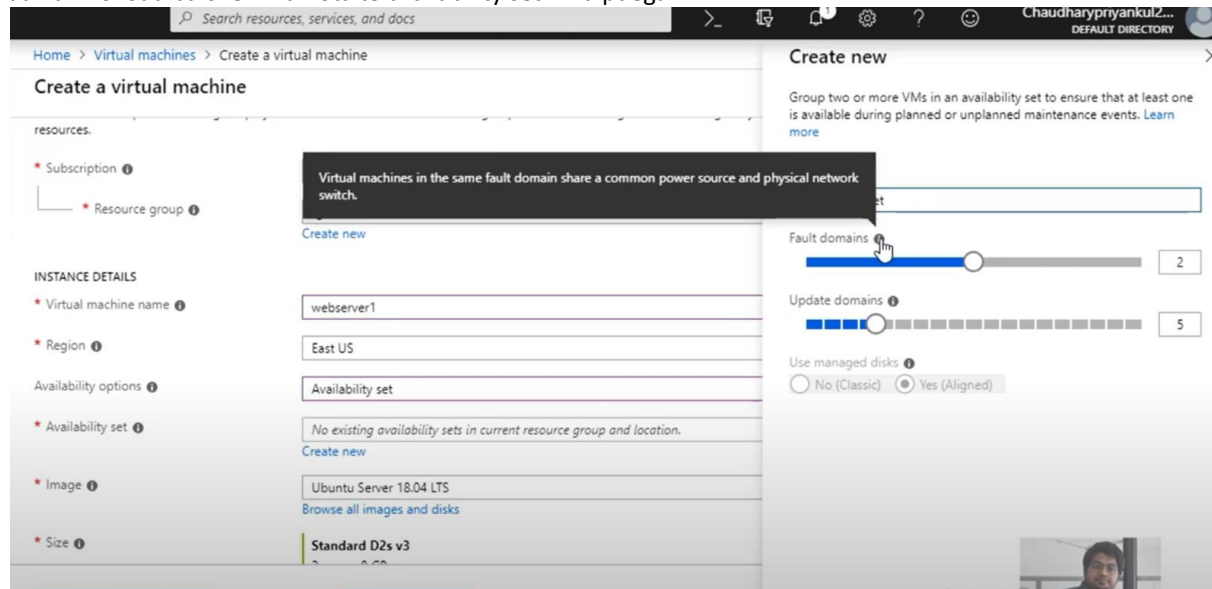 Search resources, services, and docs
Chaudharypriyankul2...
DEFAULT DIRECTORY
Home > Virtual machines > Create a virtual machine
Create a virtual machine
resources.
* Subscription
* Resource group
Create new
INSTANCE DETAILS
* Virtual machine name
webserver1
* Region
East US
Availability options
Availability set
* Availability set
No existing availability sets in current resource group and location.
Create new
* Image
Ubuntu Server 18.04 LTS
Browse all images and disks
* Size
Standard D2s v3
Virtual machines in the same fault domain share a common power source and physical network
switch.
Create new
Group two or more VMs in an availability set to ensure that at least one
is available during planned or unplanned maintenance events. Learn
more
et
Fault domains
2
Update domains
5
Use managed disks
No (Classic)
Yes (Aligned)